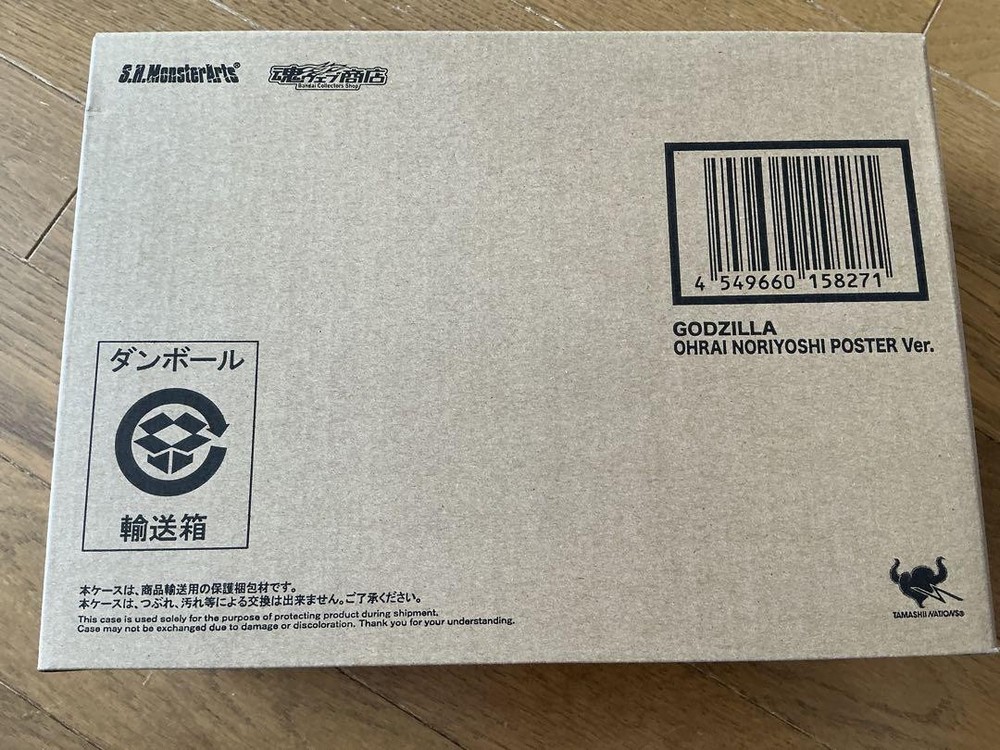 S.H.MonsterArts®
魂ウェブ商店
Bandai Collectors Shop
4 549660 158271
GODZILLA
OHRAI NORIYOSHI POSTER Ver.
ダンボール
輸送箱
本ケースは、商品輸送用の保護梱包材です。
本ケースは、つぶれ、汚れ等による交換は出来ません。ご了承ください。
This case is used solely for the purpose of protecting product during shipment.
Case may not be exchanged due to damage or discoloration. Thank you for your understanding.
TAMASHII NATIONS®